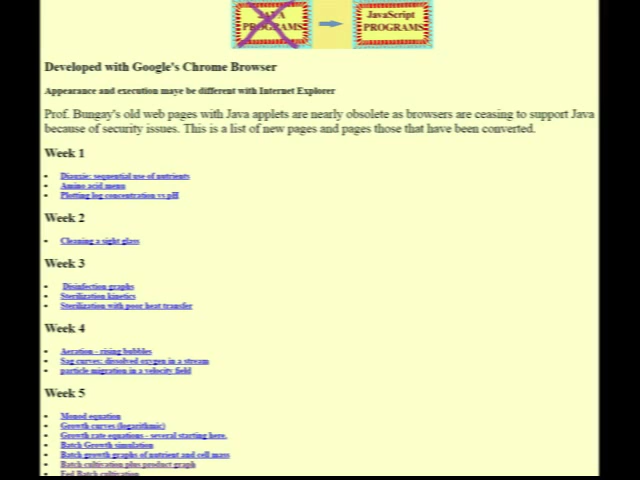 JAVA PROGRAMS
JavaScript PROGRAMS
Developed with Google's Chrome Browser
Appearance and execution maye be different with Internet Explorer
Prof. Bungay's old web pages with Java applets are nearly obsolete as browsers are ceasing to support Java
because of security issues. This is a list of new pages and pages those that have been converted.
Week 1
Diauxie: sequential use of nutrients
Amino acid menu
Plotting log concentration vs pH
Week 2
Cleaning a sight glass
Week 3
Disinfection graphs
Sterilization kinetics
Sterilization with poor heat transfer
Week 4
Aeration - rising bubbles
Sag curves: dissolved oxygen in a stream
particle migration in a velocity field
Week 5
Monod equation
Growth curves (logarithmic)
Growth rate equations - several starting here.
Batch Growth simulation
Batch growth graphs of nutrient and cell mass
Batch cultivation plus product graph
Fed Batch cultivation